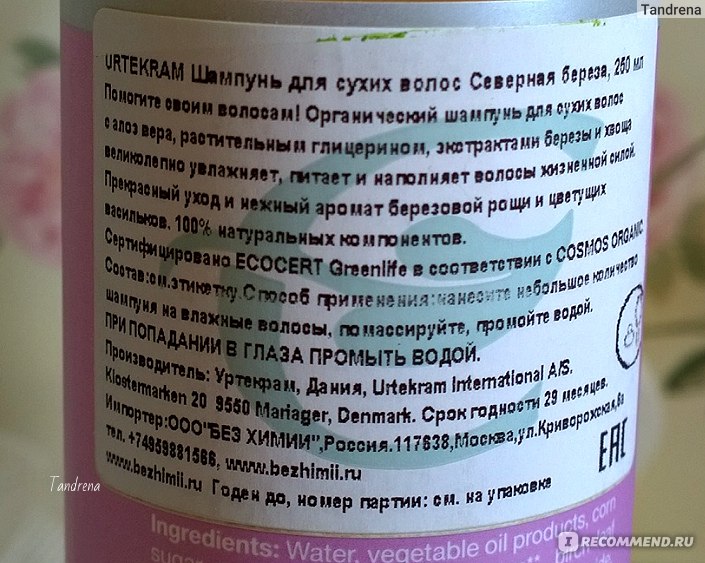 Tandrena
URTEKRAM Шампунь для сухих волос Северная береза, 250 мл
Помогите своим волосам! Органический шампунь для сухих волос
с алоэ вера, растительным глицерином, экстрактами березы и хвоща
великолепно увлажняет, питает и наполняет волосы жизненной силой.
Прекрасный уход и нежный аромат березовой рощи и цветущих
васильков. 100% натуральных компонентов.
Сертифицировано ECOCERT Greenlife в соответствии с COSMOS ORGANIC
Состав:см.этикетку.Способ применения:нанесите небольшое количество
шампуня на влажные волосы, помассируйте, промойте водой.
ПРИ ПОПАДАНИИ В ГЛАЗА ПРОМЫТЬ ВОДОЙ.
Производитель: Уртекрам, Дания, Urtekram International A/S.
Klostermarken 20 9550 Mariager, Denmark. Срок годности 29 месяцев.
Импортер:ООО"БЕЗ ХИМИИ",Россия.117638,Москва,ул.Криворожская,6а
тел. +74959881566, www.bezhimii.ru
www.bezhimii.ru Годен до, номер партии: см. на упаковке
EAC
Tandrena
Ingredients: Water, vegetable oil products, corn
I RECOMMEND.RU